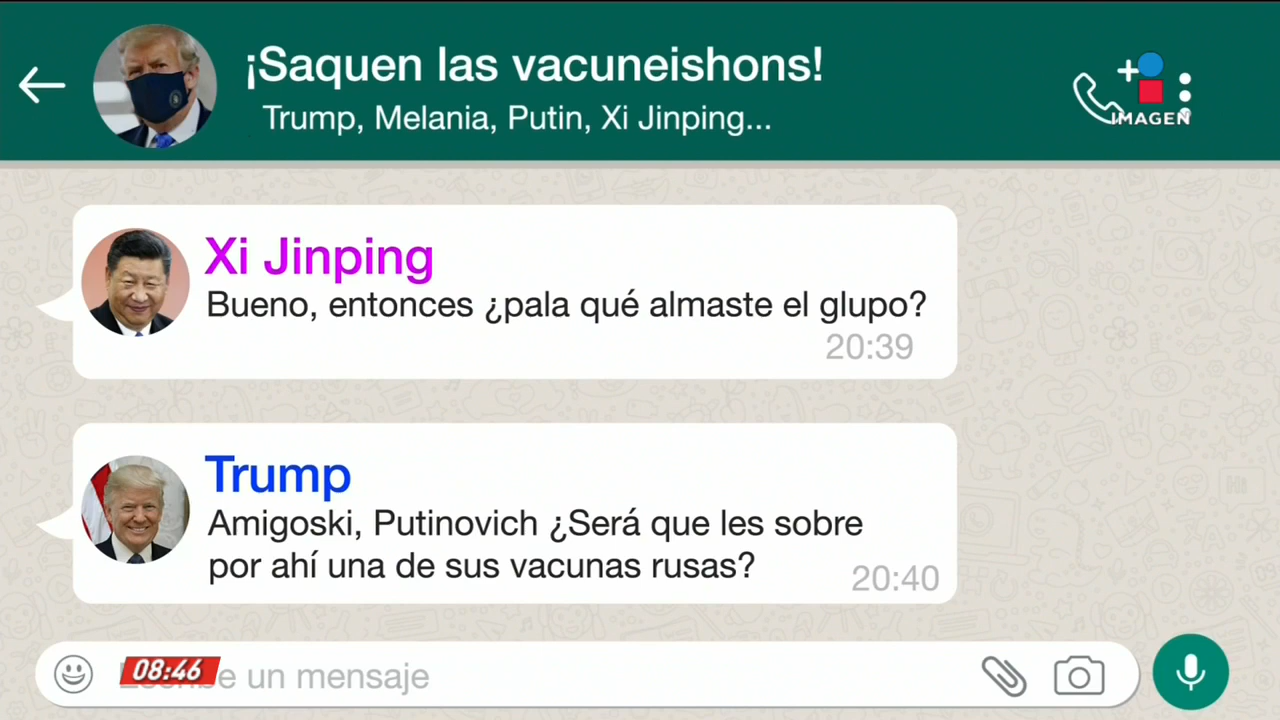 ¡Saquen las vacuneishons!
Trump, Melania, Putin, Xi Jinping...
IMAGEN
Xi Jinping
Bueno, entonces ¿pala qué almaste el glupo?
20:39
Trump
Amigoski, Putinovich ¿Será que les sobre
por ahí una de sus vacunas rusas?
20:40
08:46
un mensaje